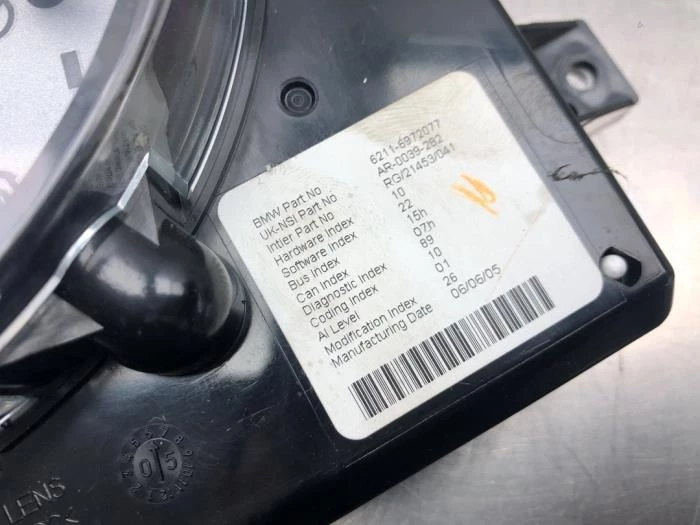 BMW Part No 6211-6972077
UK-NSI Part No AR-0039-282
Intier Part No RG/21453/041
Hardware Index 10
Software Index 22
Bus Index 15h
Can Index 07h
Diagnostic Index 89
Coding Index 10
AI Level 01
Modification Index 26
Manufacturing Date 06/06/05
05
LENS